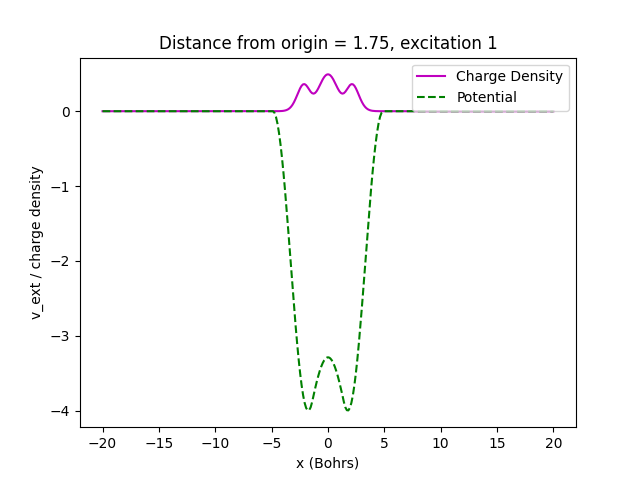 Distance from origin = 1.75, excitation 1
Charge Density
Potential
0
−1
−2
−3
−4
v_ext / charge density
−20 −15 −10 −5 0 5 10 15 20
x (Bohrs)